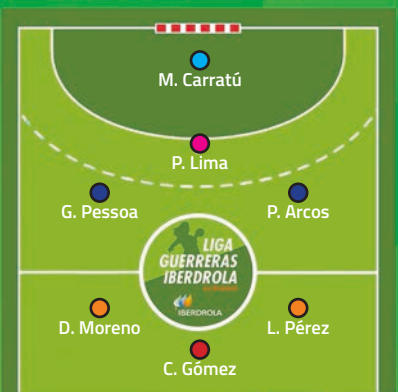 M. Carratú
P. Lima
G. Pessoa
P. Arcos
LIGA
GUERRERAS
IBERDROLA
IBERDROLA
D. Moreno
L. Pérez
C. Gómez